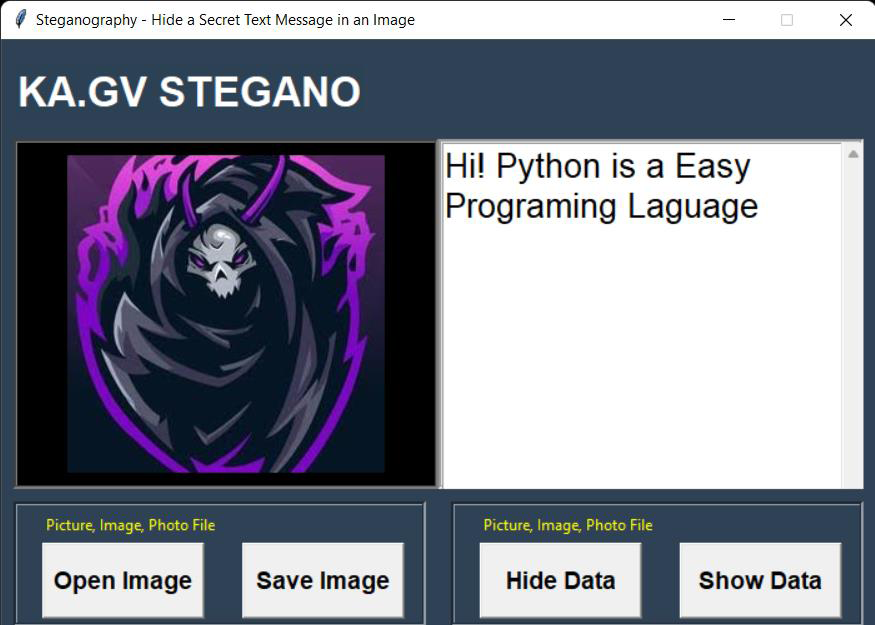 Steganography - Hide a Secret Text Message in an Image
KA.GV STEGANO
Hi! Python is a Easy
Programing Laguage
Picture, Image, Photo File
Open Image
Save Image
Picture, Image, Photo File
Hide Data
Show Data